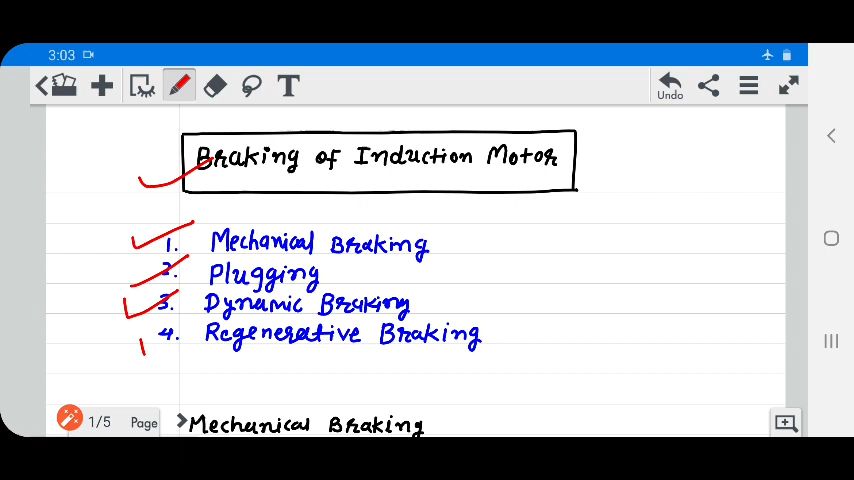 3:03
T
Undo
Braking of Induction Motor
1. Mechanical Braking
2. Plugging
3. Dynamic Braking
4. Regenerative Braking
1/5 Page
Mechanical Braking